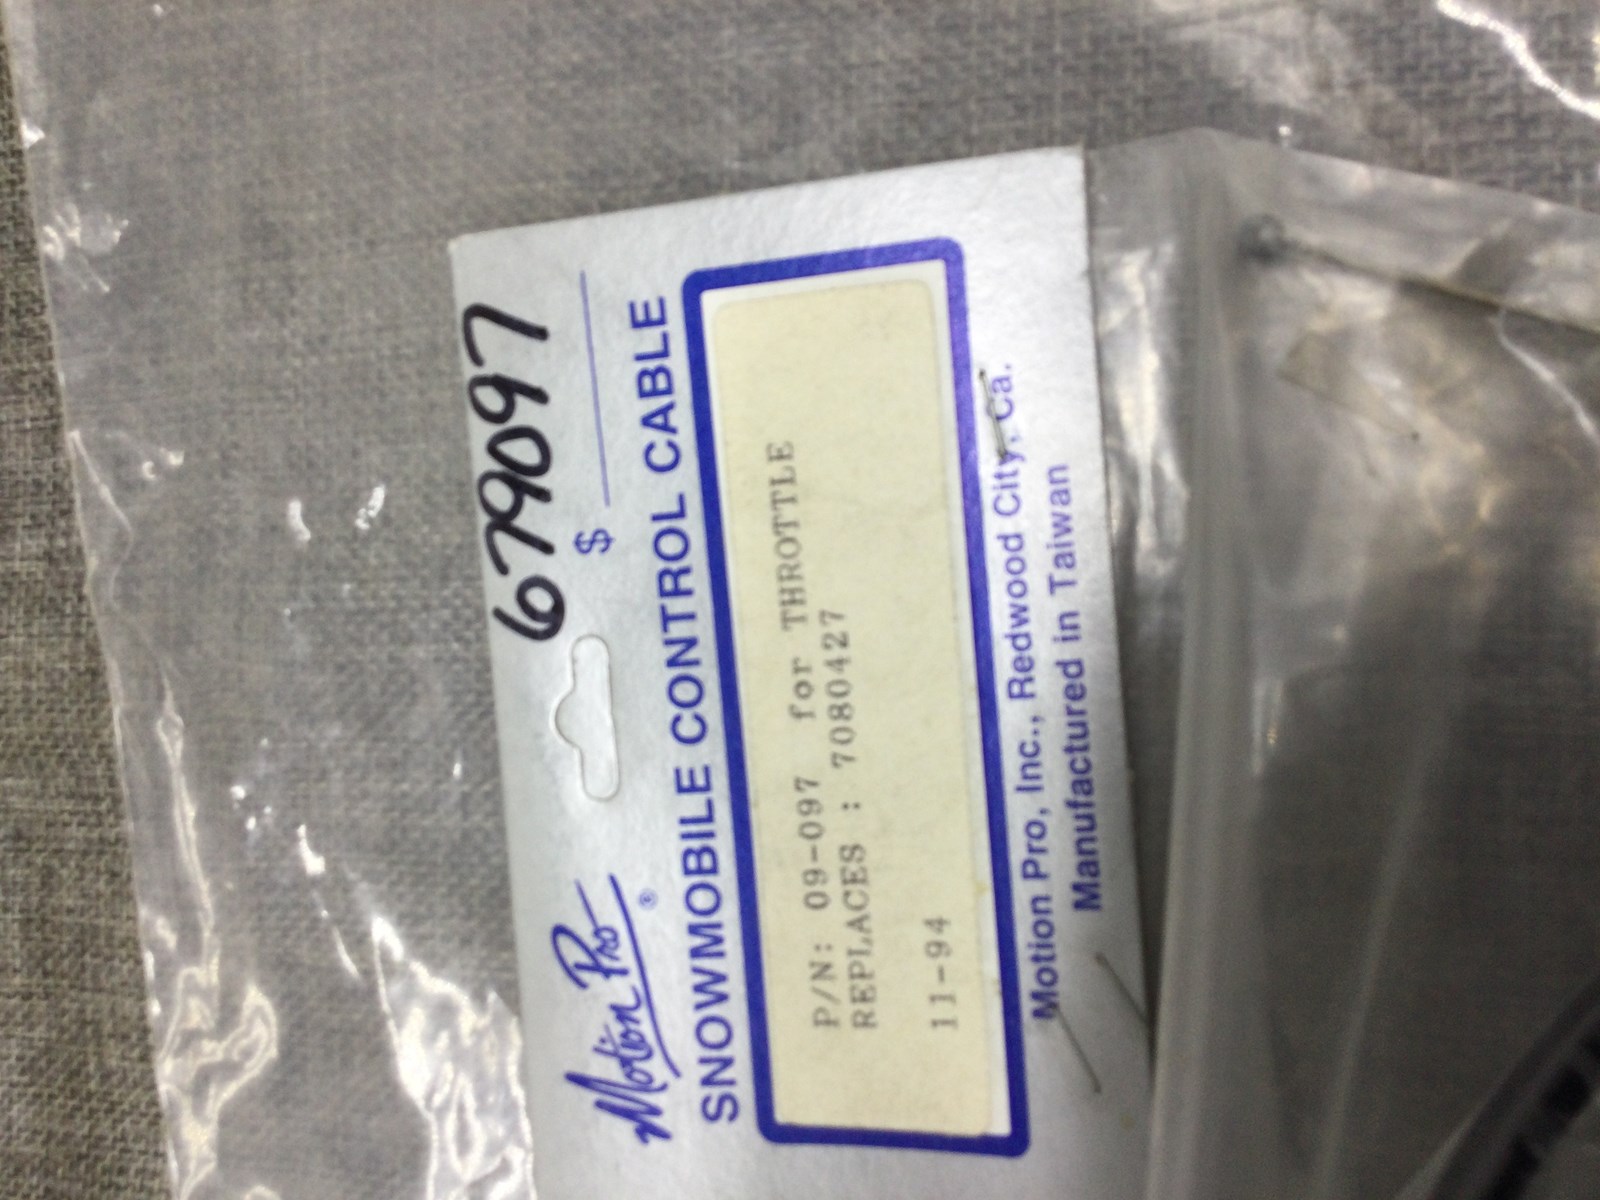 679097
Motion Pro ®
$
SNOWMOBILE CONTROL CABLE
P/N: 09-097 for THROTTLE
REPLACES : 7080427
11-94
Motion Pro, Inc., Redwood City, Ca.
Manufactured in Taiwan